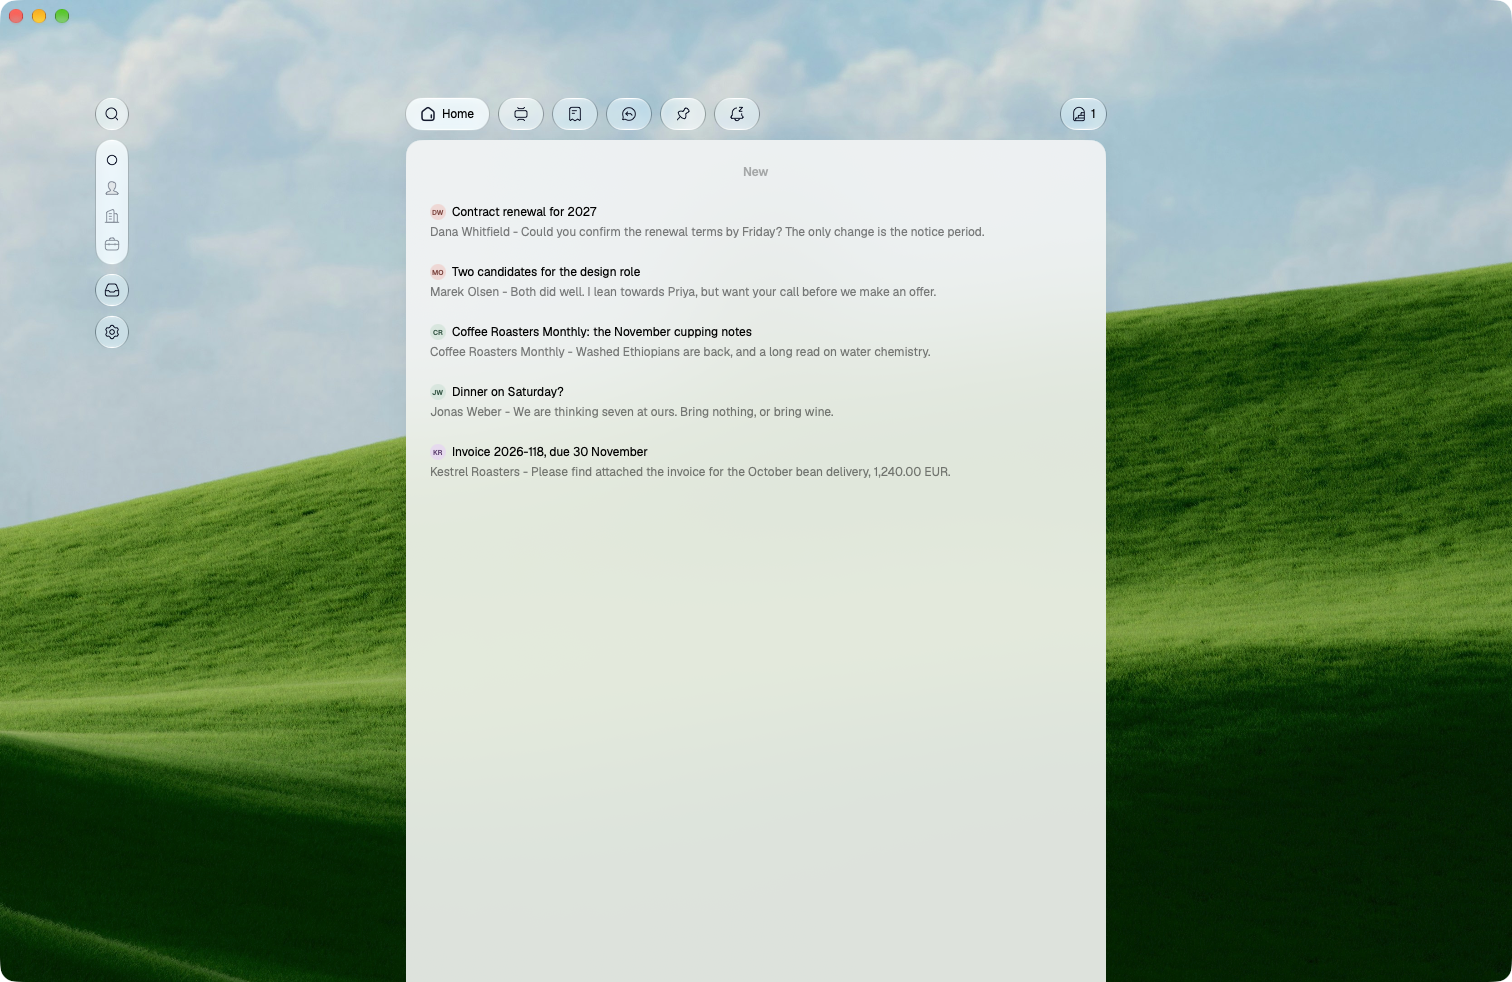 Home
1
New
DW Contract renewal for 2027
Dana Whitfield - Could you confirm the renewal terms by Friday? The only change is the notice period.
MO Two candidates for the design role
Marek Olsen - Both did well. I lean towards Priya, but want your call before we make an offer.
CR Coffee Roasters Monthly: the November cupping notes
Coffee Roasters Monthly - Washed Ethiopians are back, and a long read on water chemistry.
JW Dinner on Saturday?
Jonas Weber - We are thinking seven at ours. Bring nothing, or bring wine.
KR Invoice 2026-118, due 30 November
Kestrel Roasters - Please find attached the invoice for the October bean delivery, 1,240.00 EUR.